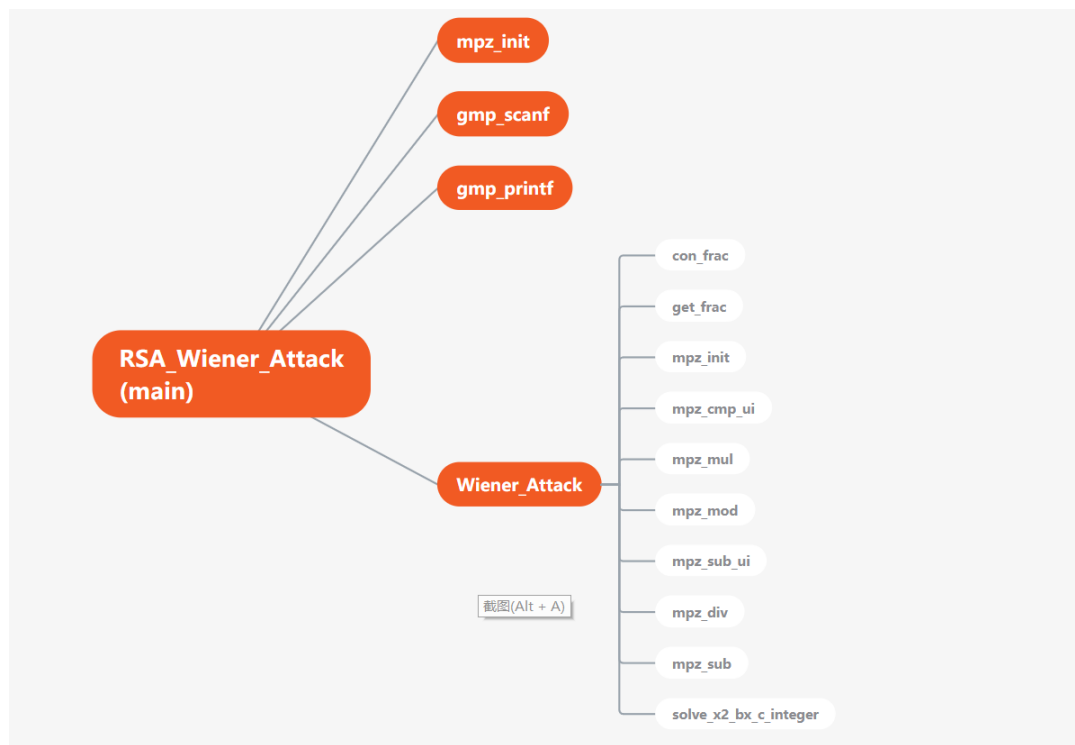 mpz_init
gmp_scanf
gmp_printf
RSA_Wiener_Attack
(main)
Wiener_Attack
con_frac
get_frac
mpz_init
mpz_cmp_ui
mpz_mul
mpz_mod
mpz_sub_ui
mpz_div
mpz_sub
solve_x2_bx_c_integer
截图(Alt + A)